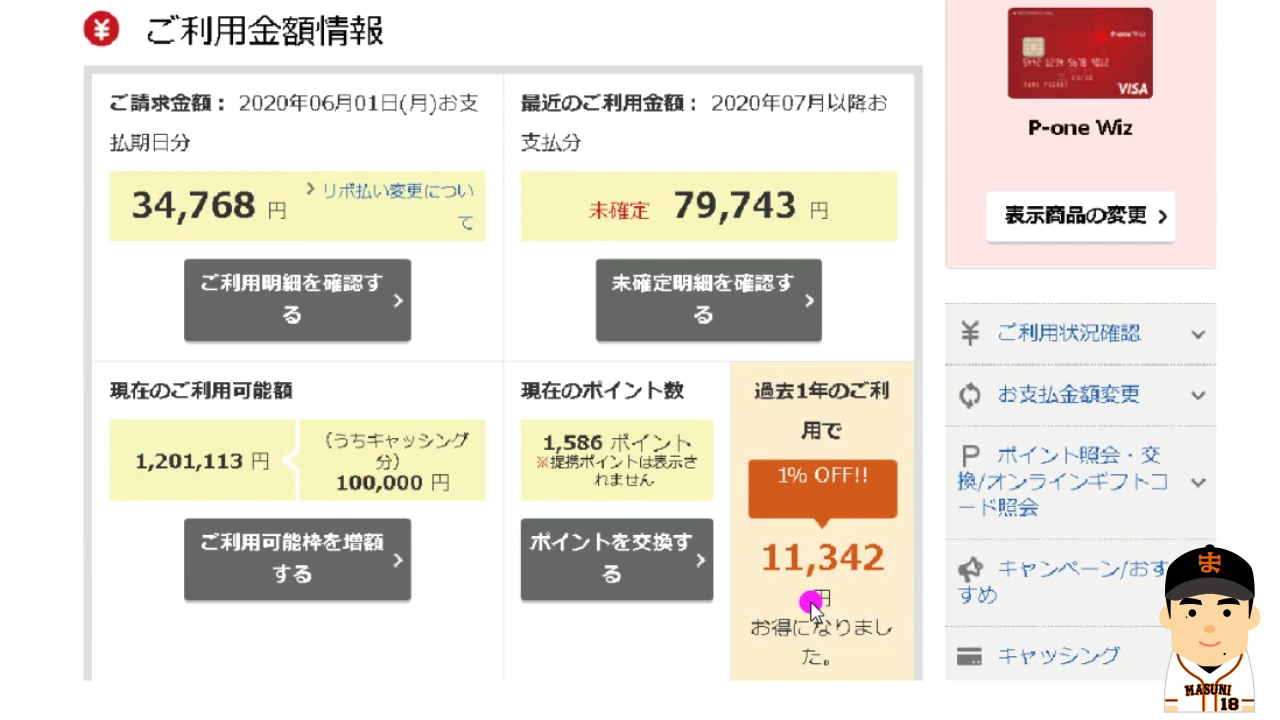 ご利用金額情報
ご請求金額： 2020年06月01日(月)お支
払期日分
34,768 円
リボ払い変更につい
て
ご利用明細を確認す
る
最近のご利用金額： 2020年07月以降お
支払分
未確定 79,743 円
未確定明細を確認す
る
現在のご利用可能額
1,201,113 円
（うちキャッシング
分）
100,000 円
ご利用可能枠を増額
する
現在のポイント数
1,586 ポイント
※提携ポイントは表示さ
れません
ポイントを交換す
る
過去1年のご利
用で
1% OFF!!
11,342
円
お得になりまし
た。
P-one Wiz
5442 1234 5678 9012
VISA
P-one Wiz
表示商品の変更
ご利用状況確認
お支払金額変更
ポイント照会・交
換/オンラインギフトコ
ード照会
キャンペーン/おす
すめ
キャッシング
ま
MASUNI
18